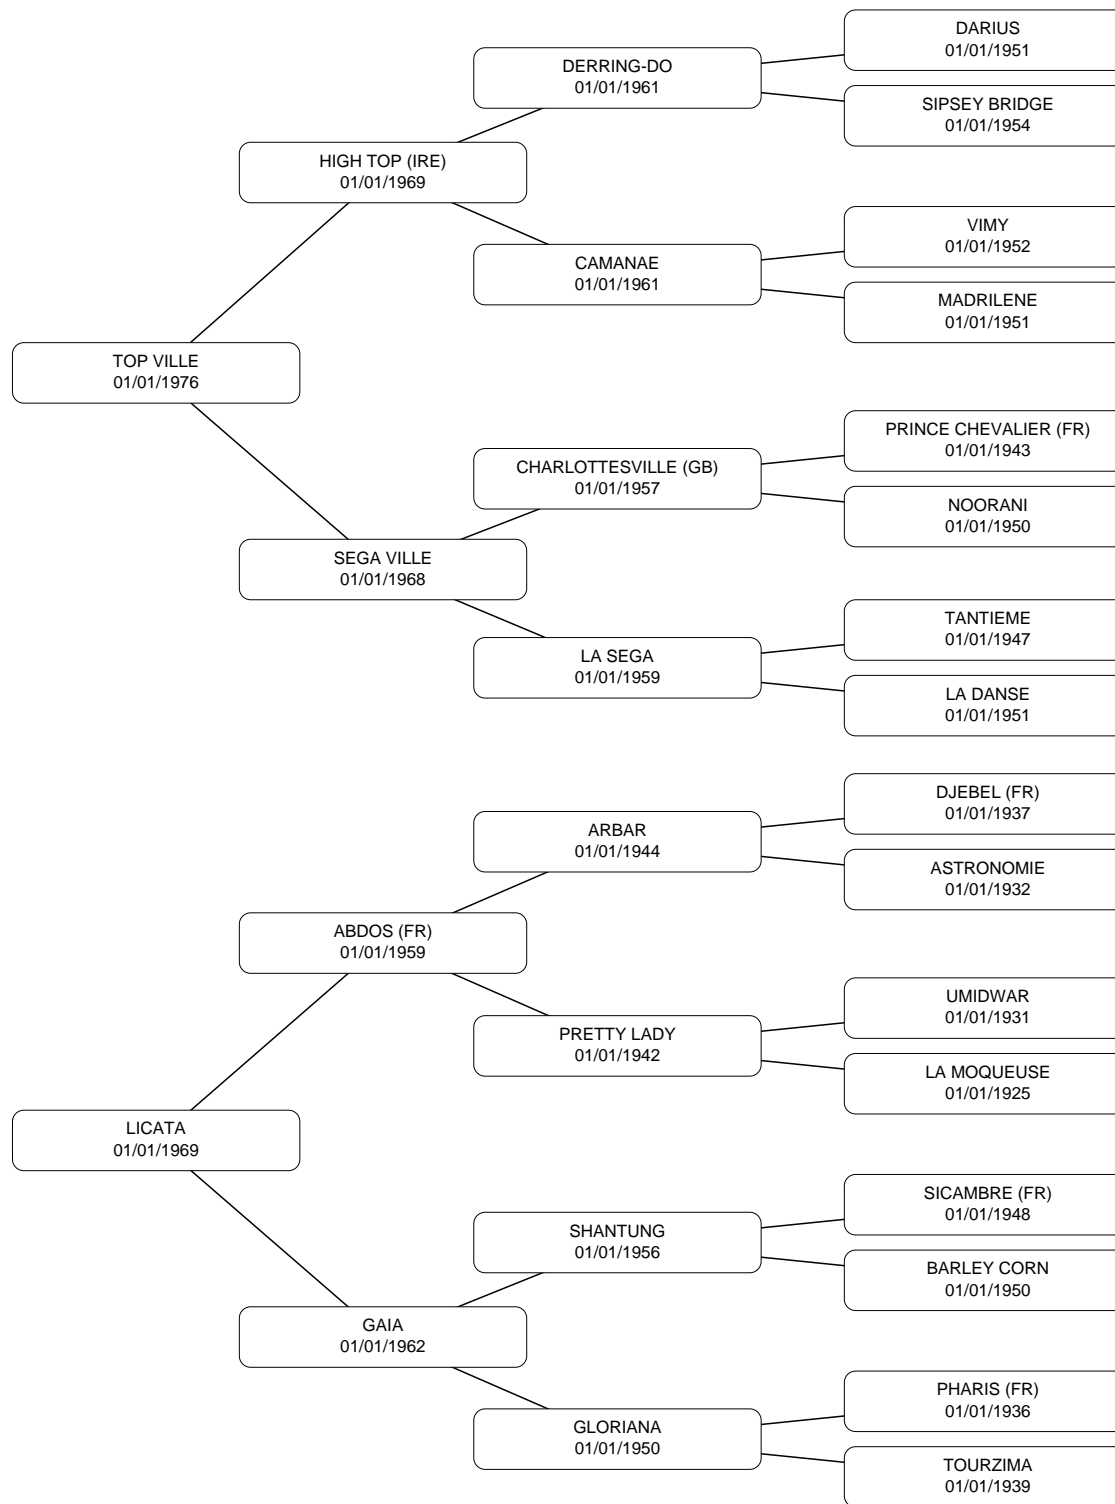 DARIUS
01/01/1951
DERRING-DO
01/01/1961
SIPSEY BRIDGE
01/01/1954
HIGH TOP (IRE)
01/01/1969
VIMY
01/01/1952
CAMANAE
01/01/1961
MADRILENE
01/01/1951
TOP VILLE
01/01/1976
PRINCE CHEVALIER (FR)
01/01/1943
CHARLOTTESVILLE (GB)
01/01/1957
NOORANI
01/01/1950
SEGA VILLE
01/01/1968
TANTIEME
01/01/1947
LA SEGA
01/01/1959
LA DANSE
01/01/1951
DJEBEL (FR)
01/01/1937
ARBAR
01/01/1944
ASTRONOMIE
01/01/1932
ABDOS (FR)
01/01/1959
UMIDWAR
01/01/1931
PRETTY LADY
01/01/1942
LA MOQUEUSE
01/01/1925
LICATA
01/01/1969
SICAMBRE (FR)
01/01/1948
SHANTUNG
01/01/1956
BARLEY CORN
01/01/1950
GAIA
01/01/1962
PHARIS (FR)
01/01/1936
GLORIANA
01/01/1950
TOURZIMA
01/01/1939